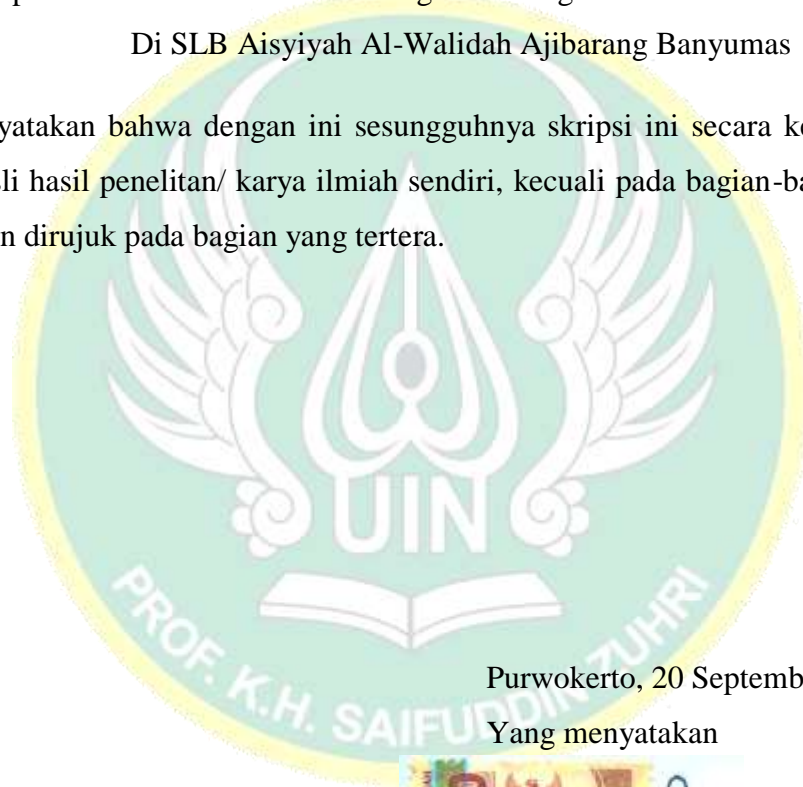 Di SLB Aisyiyah Al-Walidah Ajibarang Banyumas
yatakan bahwa dengan ini sesungguhnya skripsi ini secara ke
li hasil penelitan/ karya ilmiah sendiri, kecuali pada bagian-ba
n dirujuk pada bagian yang tertera.
UIN
PROF. K.H. SAIFUDDIN ZUHRI
Purwokerto, 20 Septemb
Yang menyatakan